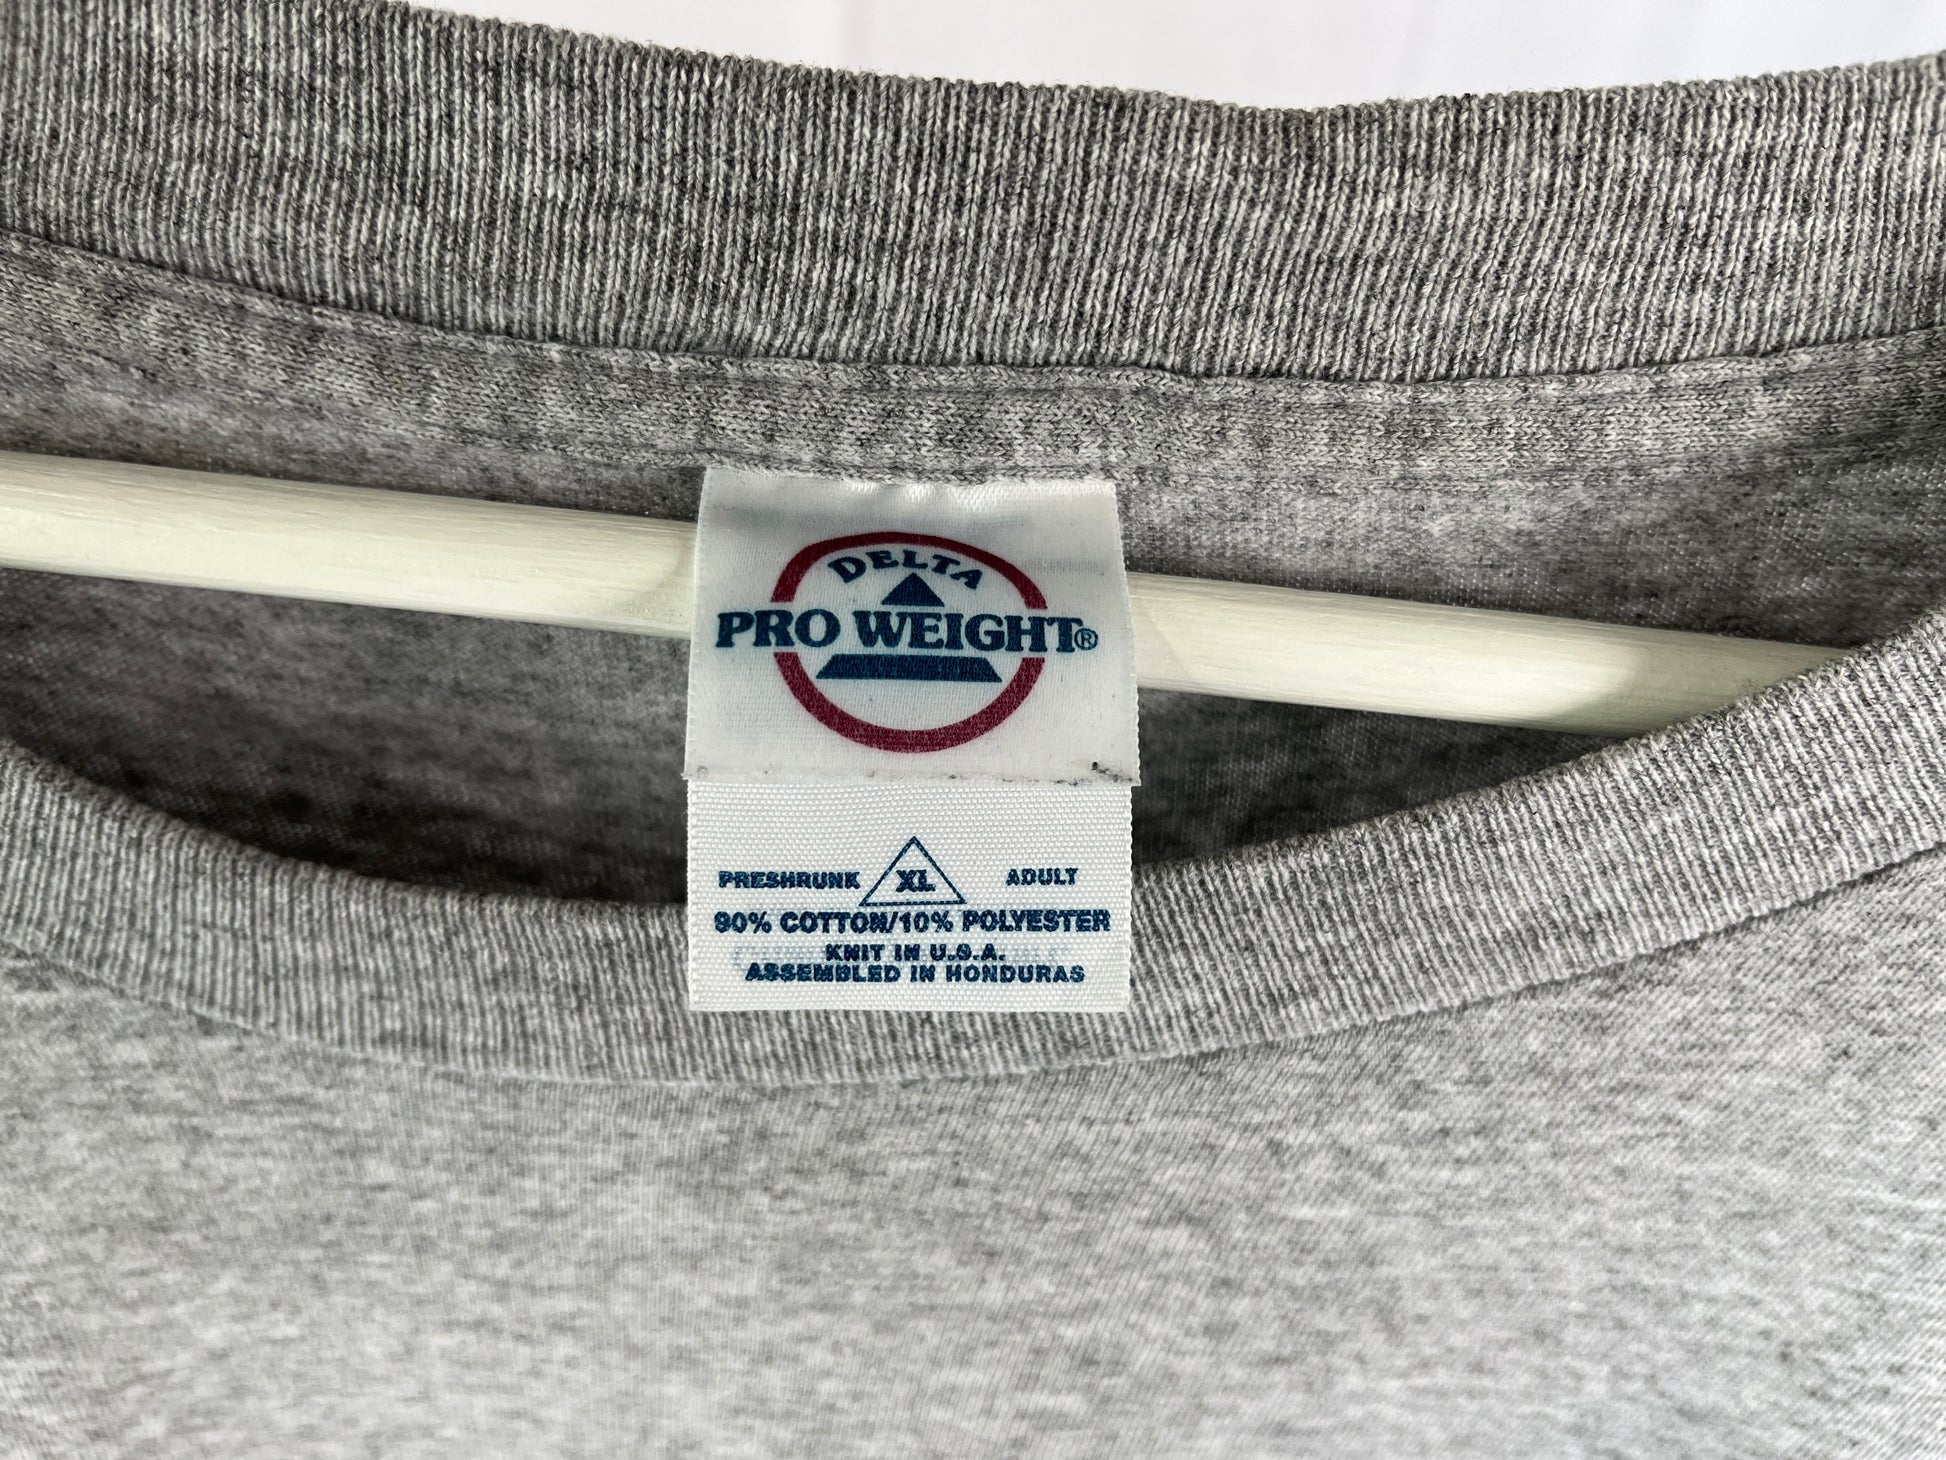 DELTA
PRO WEIGHT®
PRESHRUNK XL ADULT
90% COTTON/10% POLYESTER
KNIT IN U.S.A.
ASSEMBLED IN HONDURAS